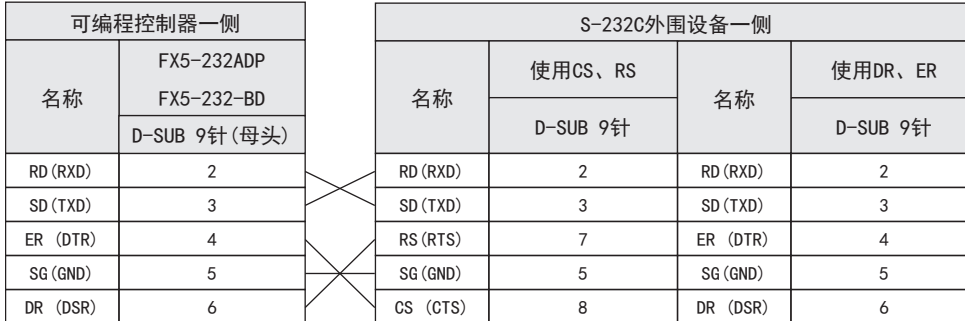 可编程控制器一侧
S-232C外围设备一侧
名称
FX5-232ADP
FX5-232-BD
D-SUB 9针(母头)
名称
使用CS、RS
D-SUB 9针
名称
使用DR、ER
D-SUB 9针
RD(RXD) 2 RD(RXD) 2 RD(RXD) 2
SD(TXD) 3 SD(TXD) 3 SD(TXD) 3
ER (DTR) 4 RS(RTS) 7 ER (DTR) 4
SG(GND) 5 SG(GND) 5 SG(GND) 5
DR (DSR) 6 CS (CTS) 8 DR (DSR) 6